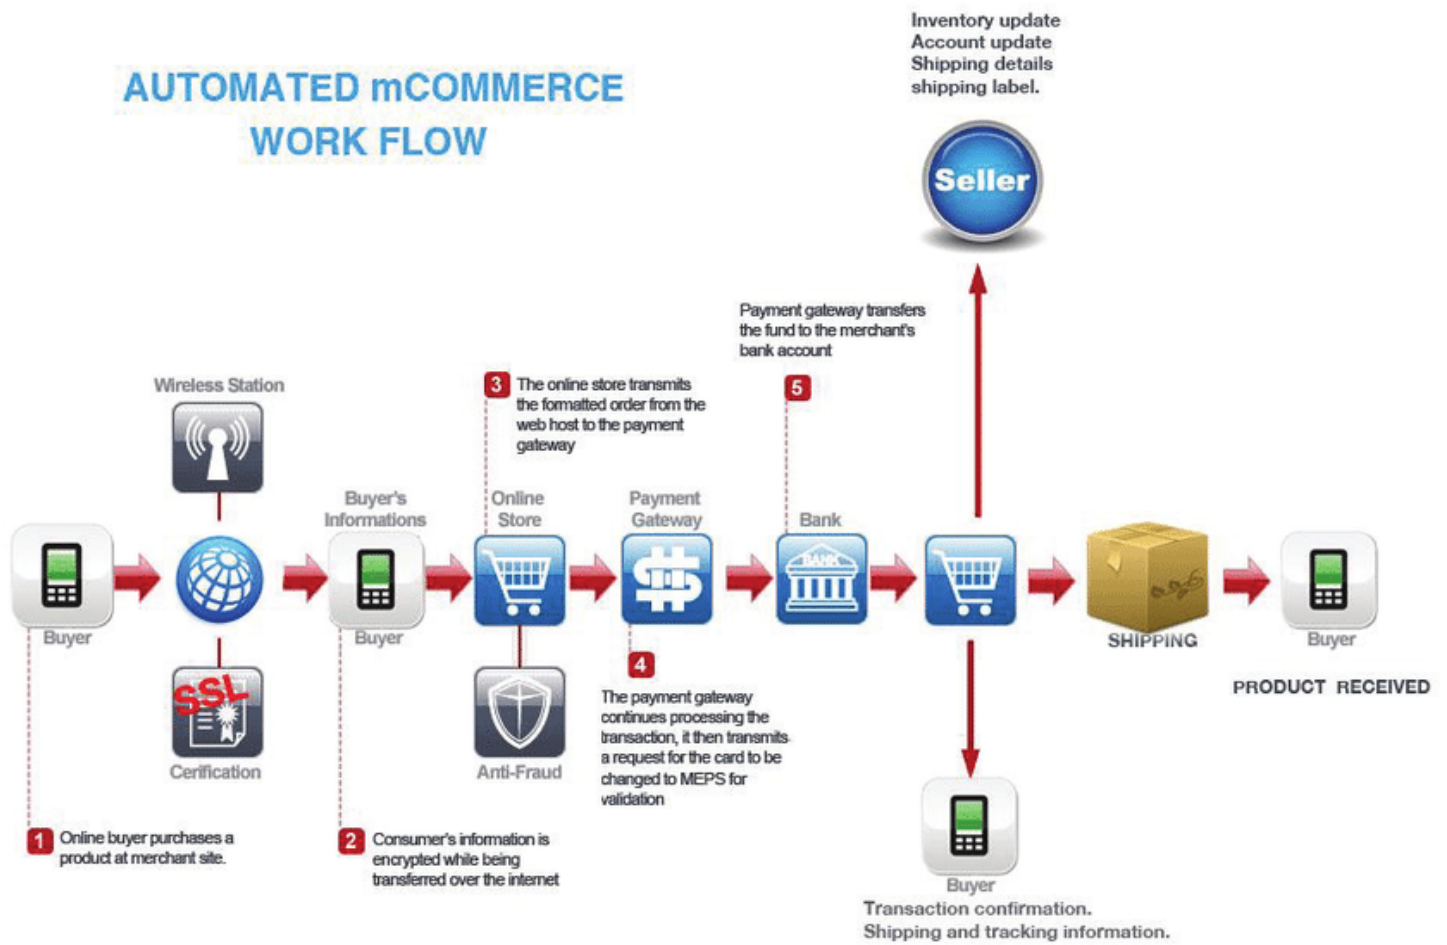 Inventory update
Account update
Shipping details
shipping label.
AUTOMATED mCOMMERCE
WORK FLOW
Seller
Payment gateway transfers
the fund to the merchant's
bank account
5
Wireless Station
3
The online store transmits
the formatted order from the
web host to the payment
gateway
Buyer's
Informations
Online
Store
Payment
Gateway
Bank
BANK
Buyer
Buyer
SHIPPING
Buyer
PRODUCT RECEIVED
SSL
Cerification
Anti-Fraud
4
The payment gateway
continues processing the
transaction, it then transmits
a request for the card to be
changed to MEPS for
validation
1
Online buyer purchases a
product at merchant site.
2
Consumer's information is
encrypted while being
transferred over the internet
Buyer
Transaction confirmation.
Shipping and tracking information.